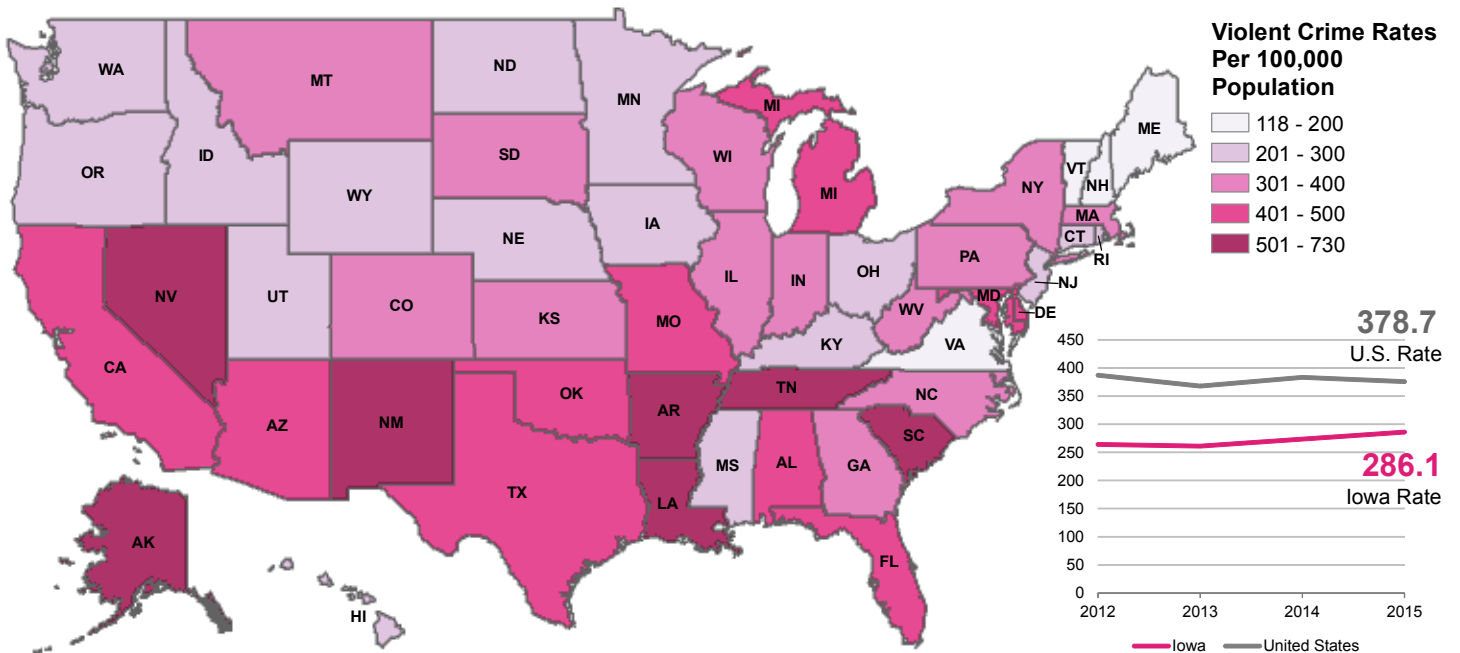 Violent Crime Rates
Per 100,000
Population
118 - 200
201 - 300
301 - 400
401 - 500
501 - 730
WA
MT
ND
MN
MI
ME
OR
ID
SD
WI
MI
VT
NH
NY
WY
MA
CT
RI
NE
IA
PA
NJ
NV
UT
CO
KS
MO
IL
IN
OH
MD
DE
WV
KY
VA
CA
AZ
NM
OK
AR
TN
NC
SC
TX
LA
MS
AL
GA
FL
AK
HI
378.7
U.S. Rate
286.1
Iowa Rate
450
400
350
300
250
200
150
100
50
0
2012 2013 2014 2015
Iowa United States